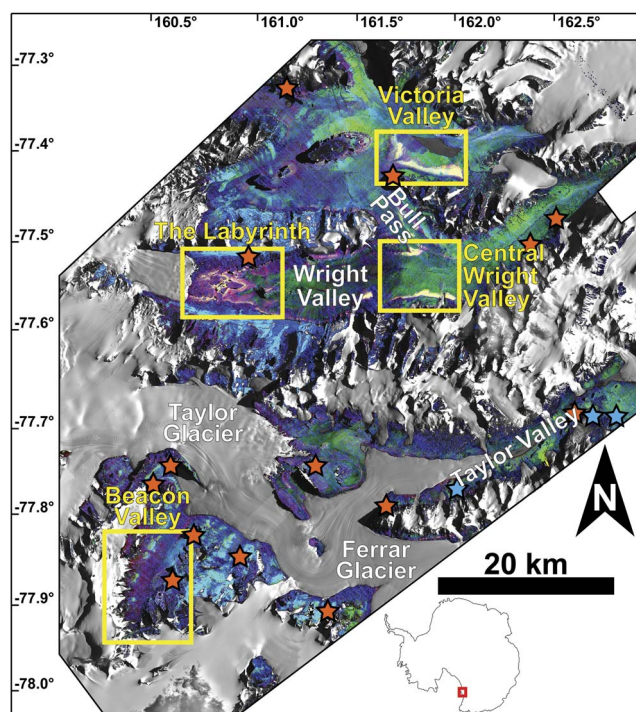 160.5° 161.0° 161.5° 162.0° 162.5°
-77.3°
-77.4°
-77.5°
-77.6°
-77.7°
-77.8°
-77.9°
-78.0°
Victoria
Valley
Bull
Pass
The Labyrinth
Wright
Valley
Central
Wright
Valley
Taylor
Glacier
Taylor Valley
Beacon
Valley
Ferrar
Glacier
N
20 km